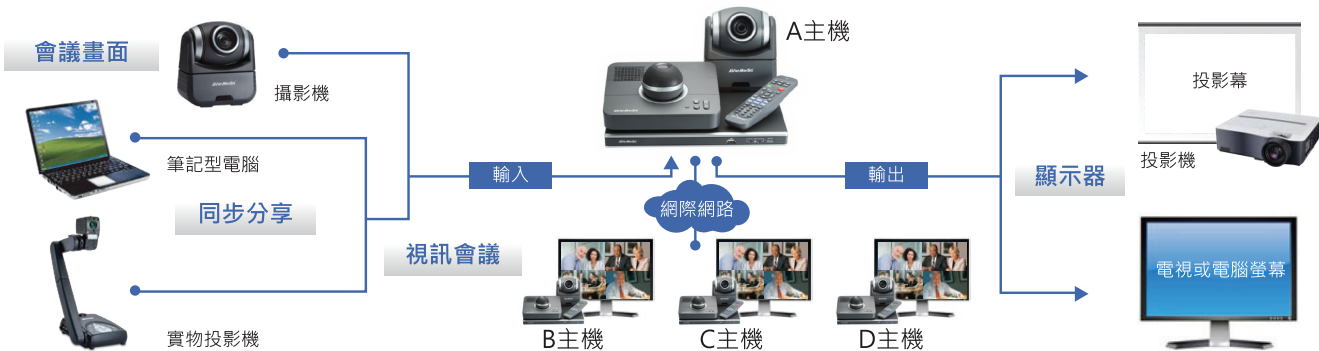 會議畫面
攝影機
筆記型電腦
同步分享
實物投影機
A主機
AVerMedia
輸入
網際網路
輸出
視訊會議
B主機
C主機
D主機
顯示器
投影幕
投影機
電視或電腦螢幕